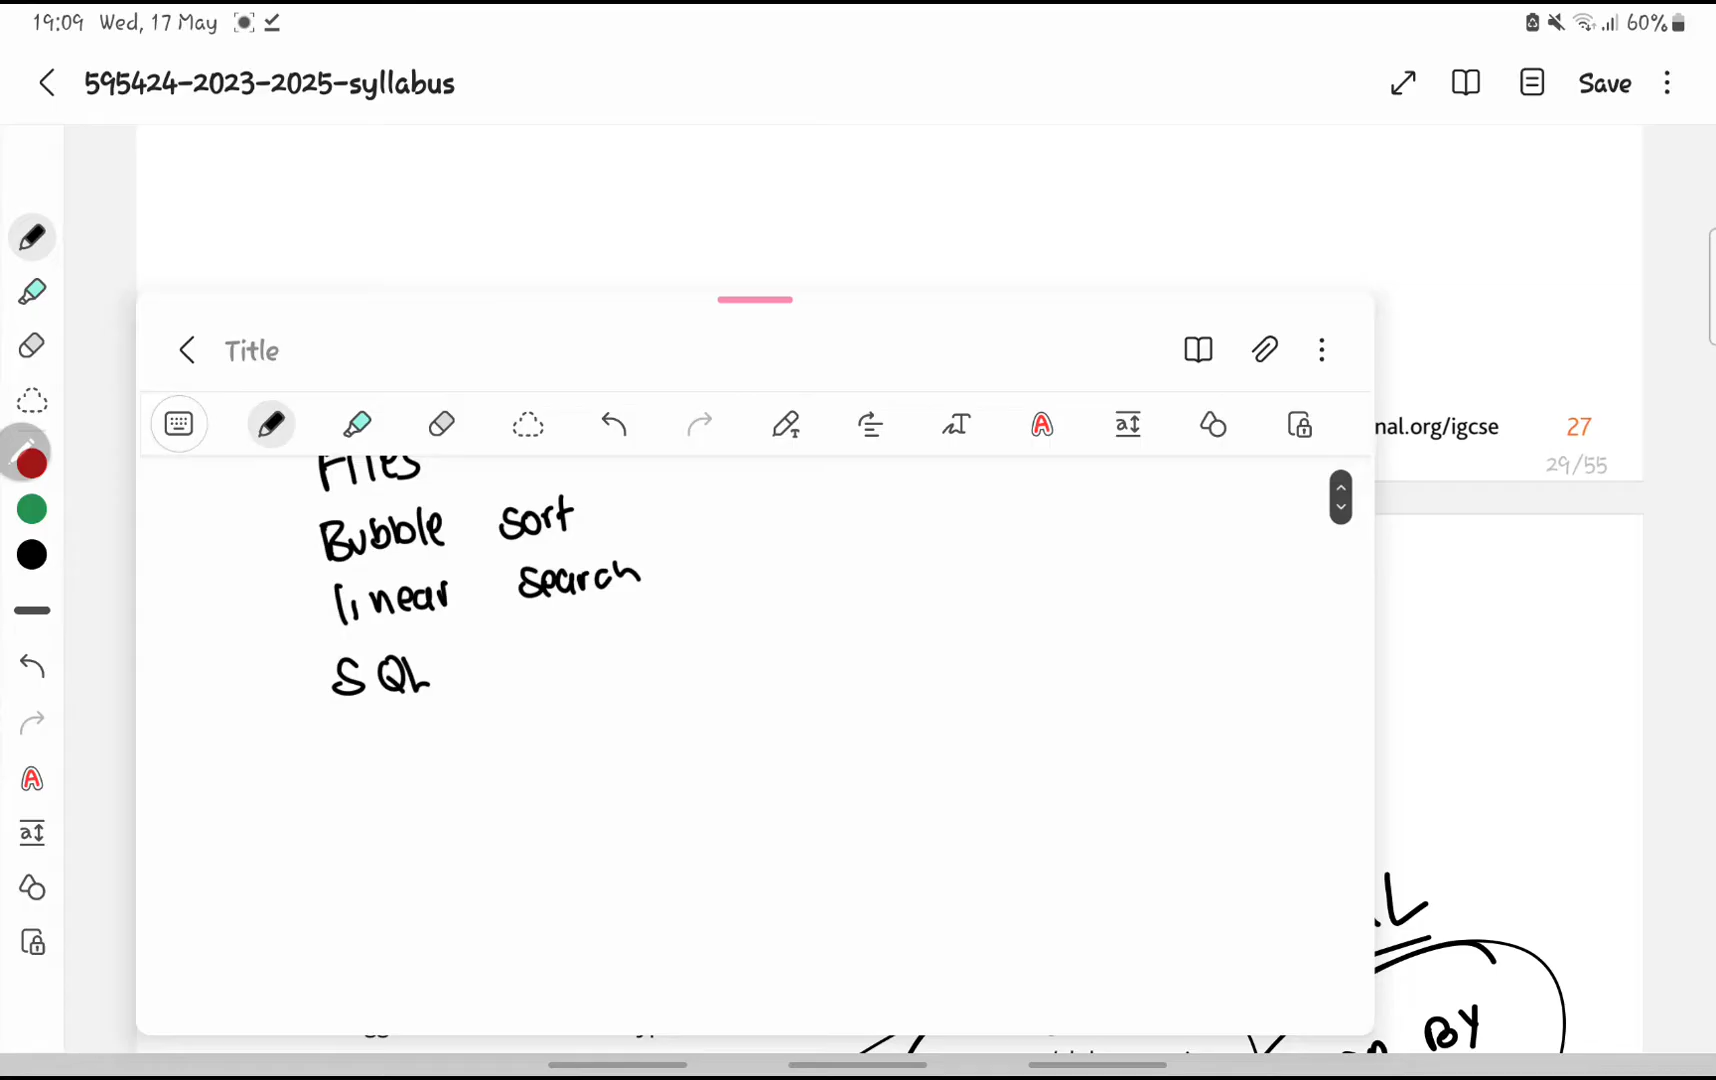 19:09 Wed, 17 May 60%
595424-2023-2025-syllabus Save
Title
nal.org/igcse 27
29/55
Files
Bubble sort
linear search
SQL
L
BY